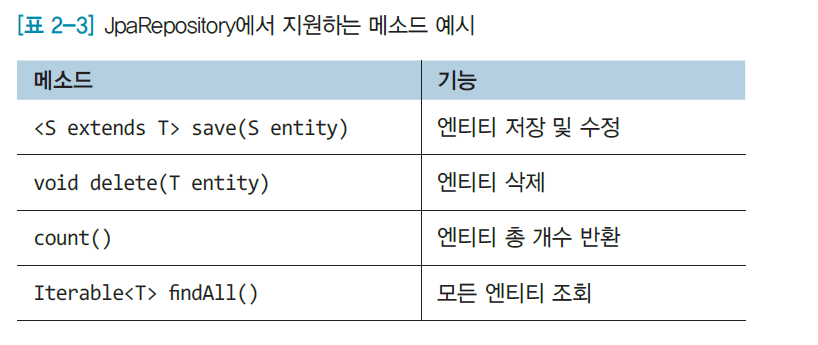 [표 2-3] JpaRepository에서 지원하는 메소드 예시
메소드 기능
<S extends T> save(S entity) 엔티티 저장 및 수정
void delete(T entity) 엔티티 삭제
count() 엔티티 총 개수 반환
Iterable<T> findAll() 모든 엔티티 조회